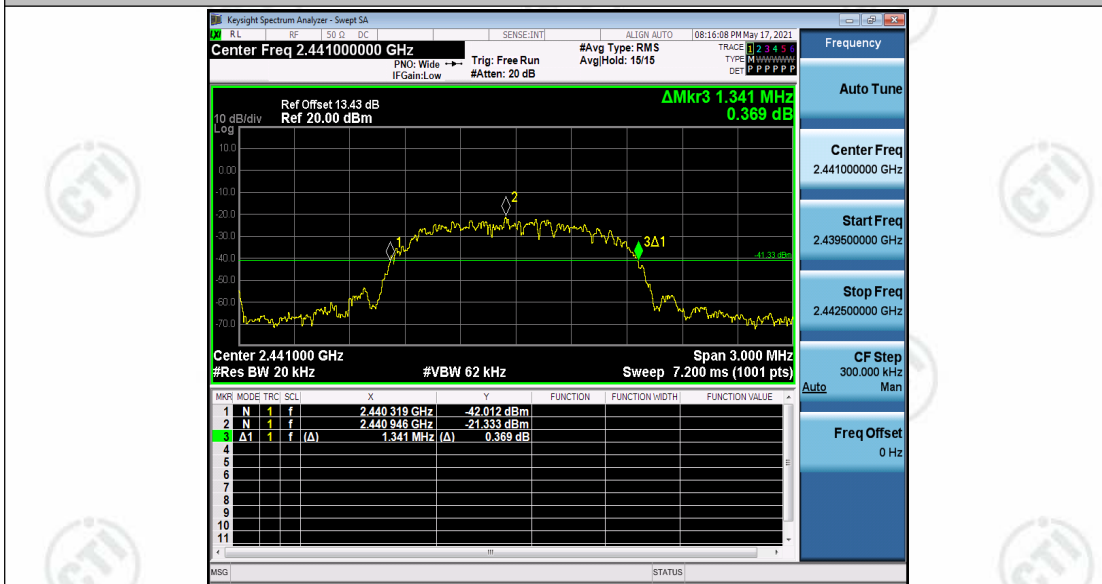 Keysight Spectrum Analyzer - Swept SA
LXI RL RF 50 Ω DC SENSE:INT ALIGN AUTO 08:16:08 PM May 17, 2021
Center Freq 2.441000000 GHz
PNO: Wide
IFGain:Low
Trig: Free Run
#Atten: 20 dB
#Avg Type: RMS
Avg|Hold: 15/15
TRACE 1 2 3 4 5 6
TYPE M WWWWW
DET P P P P P P
Frequency
Auto Tune
Center Freq
2.441000000 GHz
Start Freq
2.439500000 GHz
Stop Freq
2.442500000 GHz
CF Step
300.000 kHz
Auto Man
Freq Offset
0 Hz
ΔMkr3 1.341 MHz
0.369 dB
Ref Offset 13.43 dB
10 dB/div Ref 20.00 dBm
Log
10.0
0.00
-10.0
-20.0
-30.0
-40.0
-50.0
-60.0
-70.0
1
2
3Δ1
-41.33 dBm
Center 2.441000 GHz Span 3.000 MHz
#Res BW 20 kHz #VBW 62 kHz Sweep 7.200 ms (1001 pts)
MKR MODE TRC SCL X Y FUNCTION FUNCTION WIDTH FUNCTION VALUE
1 N 1 f 2.440 319 GHz -42.012 dBm
2 N 1 f 2.440 946 GHz -21.333 dBm
3 Δ1 1 f (Δ) 1.341 MHz (Δ) 0.369 dB
4
5
6
7
8
9
10
11
MSG STATUS
CTI
CTI
CTI
CTI